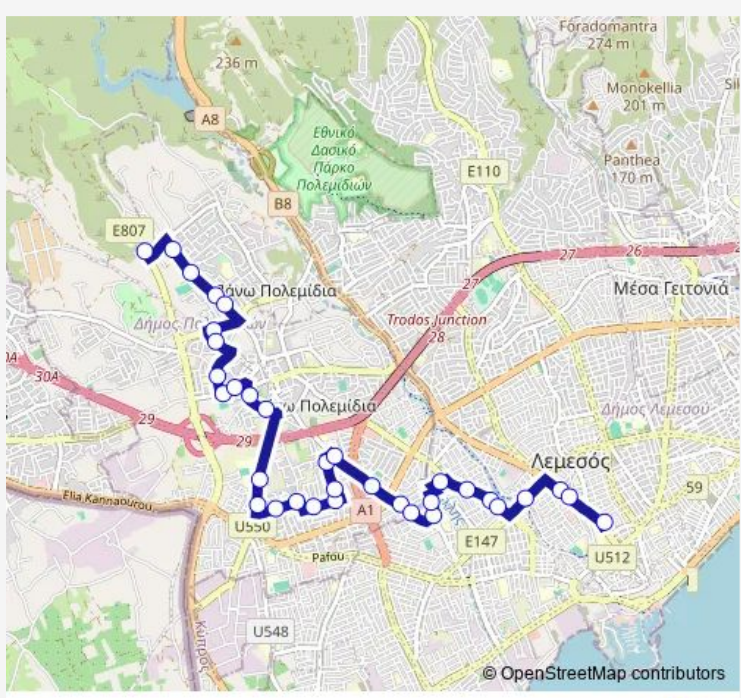 Foradomantra
274 m
236 m
Monokellia
201 m
A8
Εθνικό
Δασικό
Πάρκο
Πολεμιδιών
Panthea
170 m
E110
B8
E807
27
26
27
Πάνω Πολεμίδια
Μέσα Γειτονιά
Trodos Junction
28
30A
29
Πολεμίδια
Δήμος Λεμεσού
29
Λεμεσός
Elia Kannaourou
59
A1
U550
E147
Pafou
U512
U548
Κύπρος
© OpenStreetMap contributors